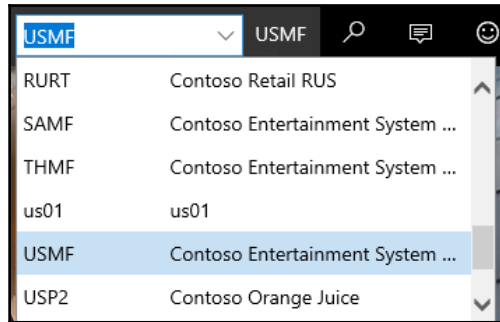 USMF USMF
RURT Contoso Retail RUS
SAMF Contoso Entertainment System ...
THMF Contoso Entertainment System ...
us01 us01
USMF Contoso Entertainment System ...
USP2 Contoso Orange Juice